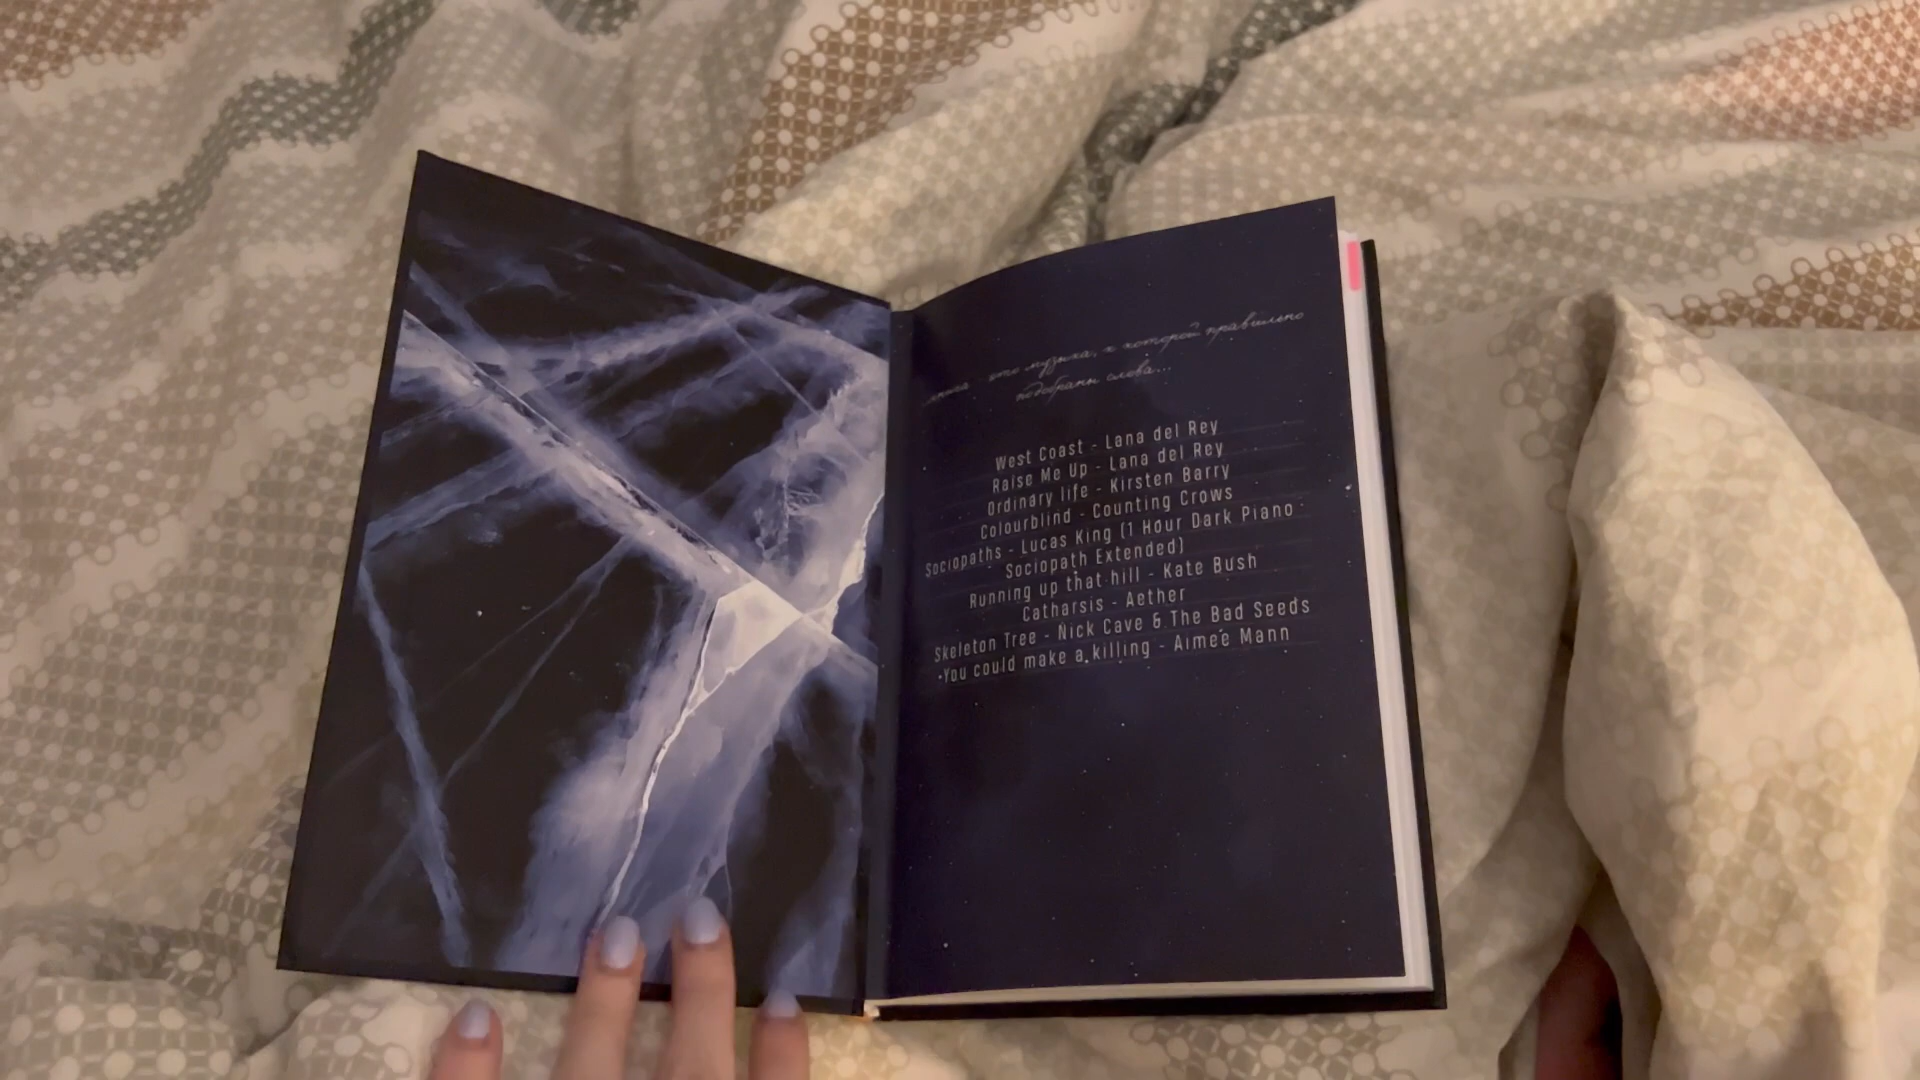 книга - это музыка, к которой правильно
подобраны слова...
West Coast - Lana del Rey
Raise Me Up - Lana del Rey
Ordinary life - Kirsten Barry
Colourblind - Counting Crows
Sociopaths - Lucas King (1 Hour Dark Piano
Sociopath Extended)
Running up that hill - Kate Bush
Catharsis - Aether
Skeleton Tree - Nick Cave & The Bad Seeds
You could make a killing - Aimee Mann